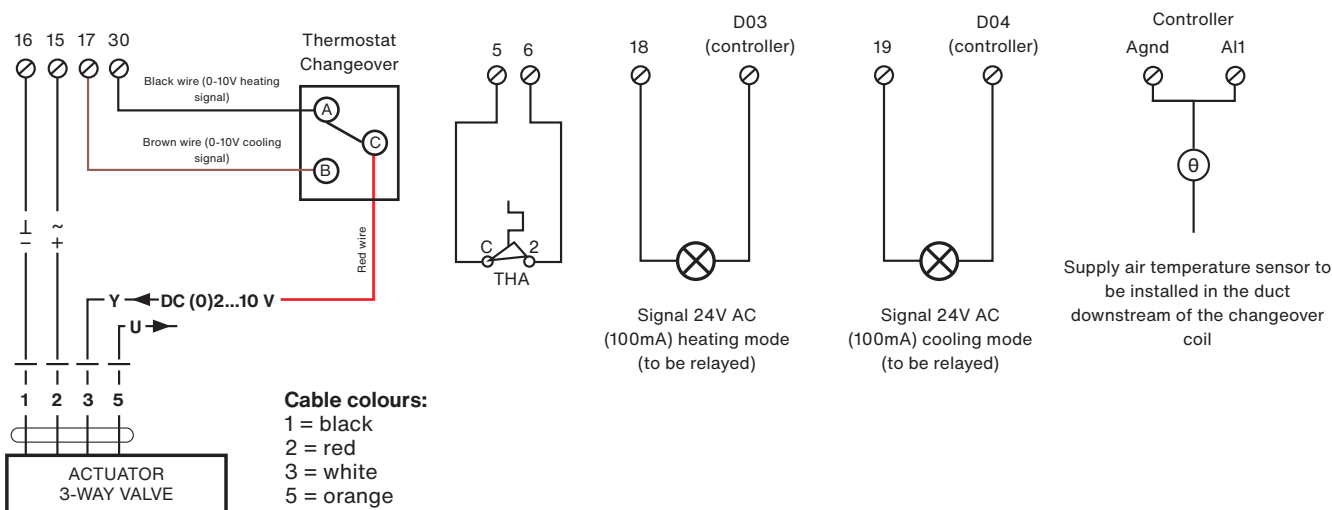 16 15 17 30
Thermostat
Changeover
Black wire (0-10V heating
signal)
A
C
Brown wire (0-10V cooling
signal)
B
Red wire
⊥ ~
− +
Y DC (0)2...10 V
U
1 2 3 5
ACTUATOR
3-WAY VALVE
Cable colours:
1 = black
2 = red
3 = white
5 = orange
5 6
C 2
THA
18
D03
(controller)
Signal 24V AC
(100mA) heating mode
(to be relayed)
19
D04
(controller)
Signal 24V AC
(100mA) cooling mode
(to be relayed)
Controller
Agnd AI1
θ
Supply air temperature sensor to
be installed in the duct
downstream of the changeover
coil